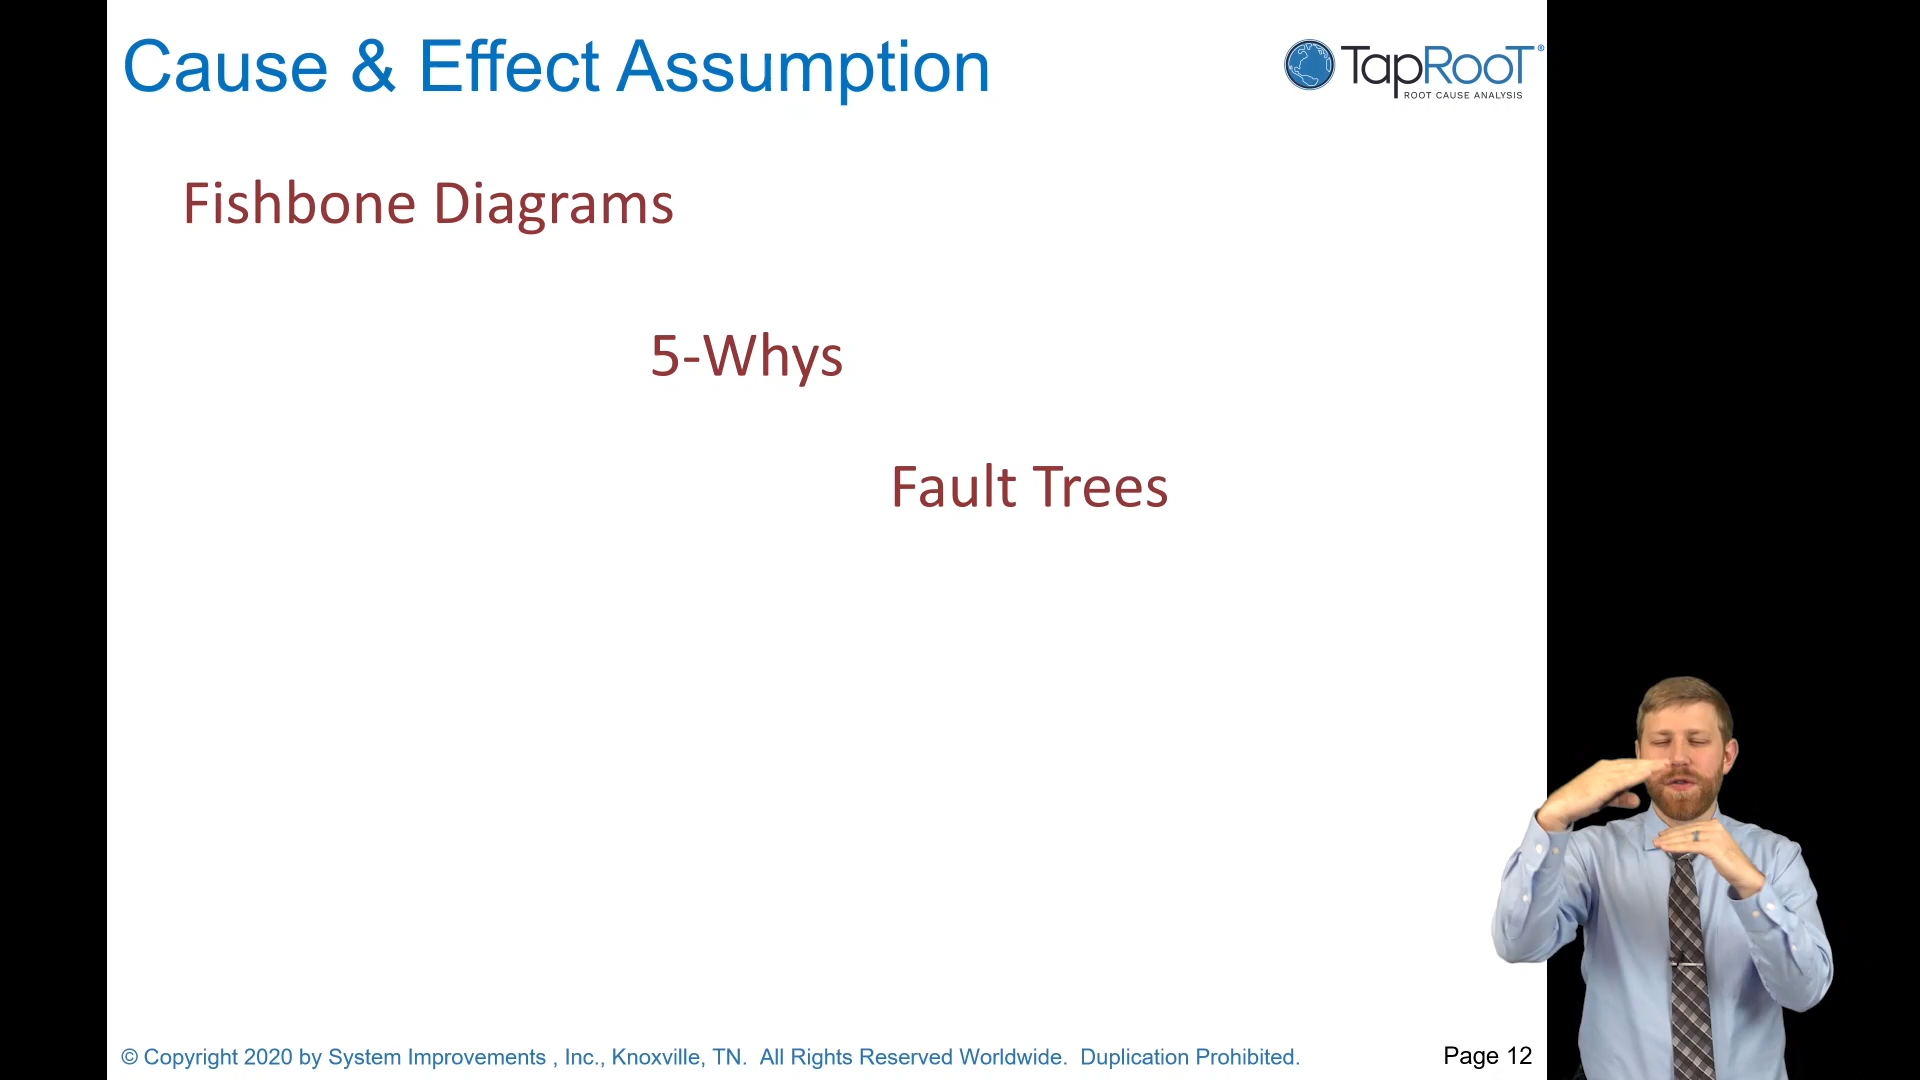 Cause & Effect Assumption
TapRooT®
ROOT CAUSE ANALYSIS
Fishbone Diagrams
5-Whys
Fault Trees
© Copyright 2020 by System Improvements , Inc., Knoxville, TN.  All Rights Reserved Worldwide.  Duplication Prohibited.
Page 12